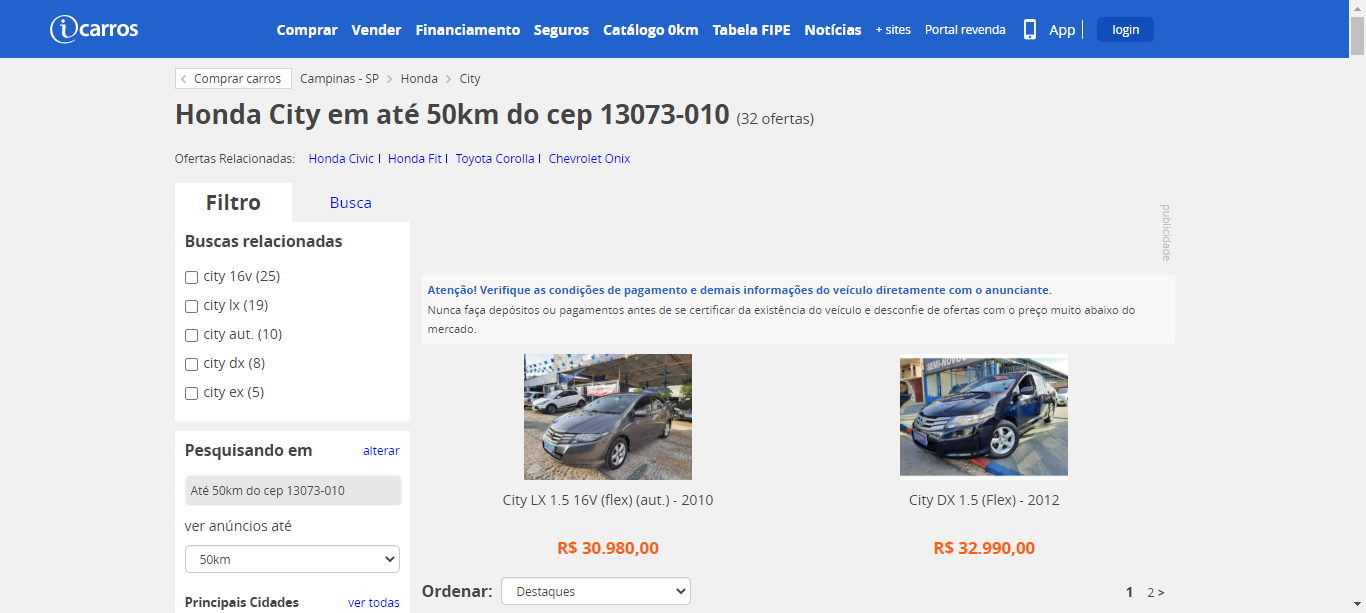 icarros
Comprar Vender Financiamento Seguros Catálogo 0km Tabela FIPE Notícias + sites Portal revenda App login
Comprar carros Campinas - SP > Honda > City
Honda City em até 50km do cep 13073-010 (32 ofertas)
Ofertas Relacionadas: Honda Civic | Honda Fit | Toyota Corolla | Chevrolet Onix
Filtro Busca
publicidade
Buscas relacionadas
city 16v (25)
city lx (19)
city aut. (10)
city dx (8)
city ex (5)
Pesquisando em alterar
Até 50km do cep 13073-010
ver anúncios até
50km
Principais Cidades ver todas
Atenção! Verifique as condições de pagamento e demais informações do veículo diretamente com o anunciante.
Nunca faça depósitos ou pagamentos antes de se certificar da existência do veículo e desconfie de ofertas com o preço muito abaixo do
mercado.
City LX 1.5 16V (flex) (aut.) - 2010
R$ 30.980,00
City DX 1.5 (Flex) - 2012
R$ 32.990,00
Ordenar: Destaques
1 2 >